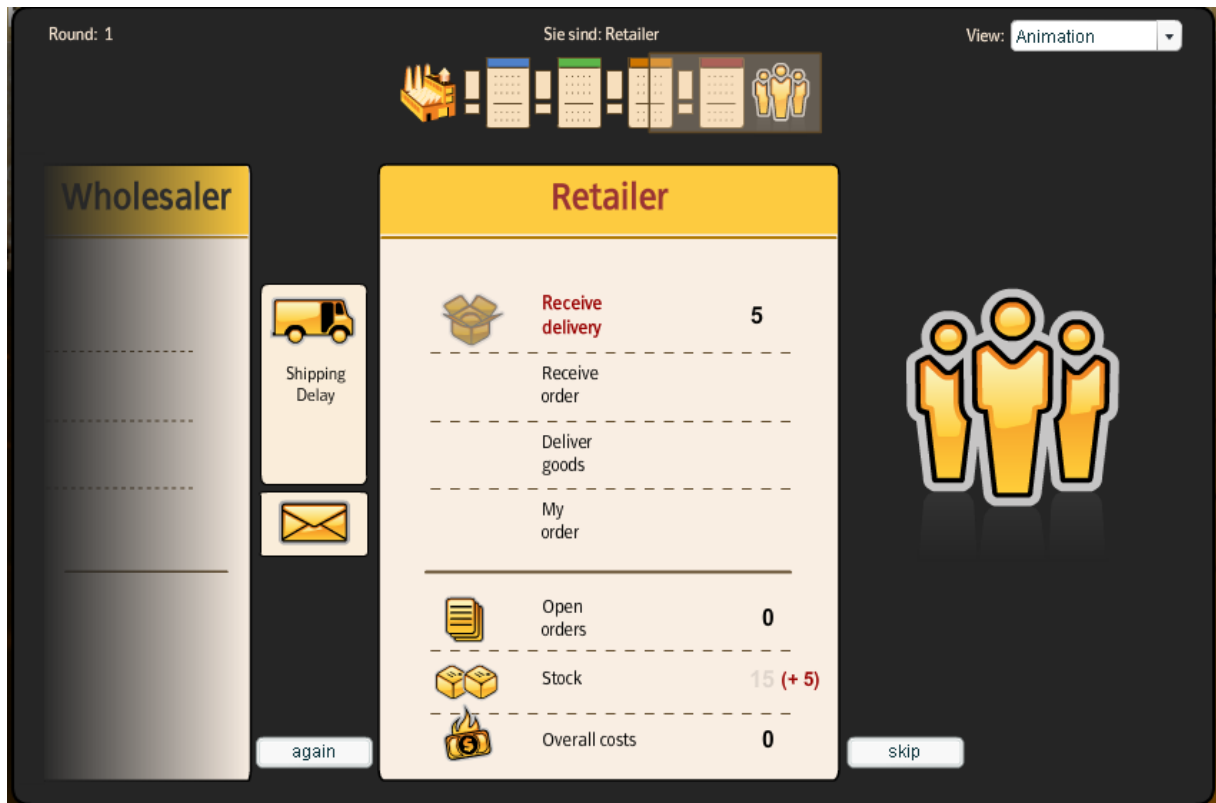 Round: 1
Sie sind: Retailer
View: Animation
Wholesaler
Retailer
Receive
delivery
5
Shipping
Delay
Receive
order
Deliver
goods
My
order
Open
orders
0
Stock
15 (+ 5)
Overall costs
0
again
skip